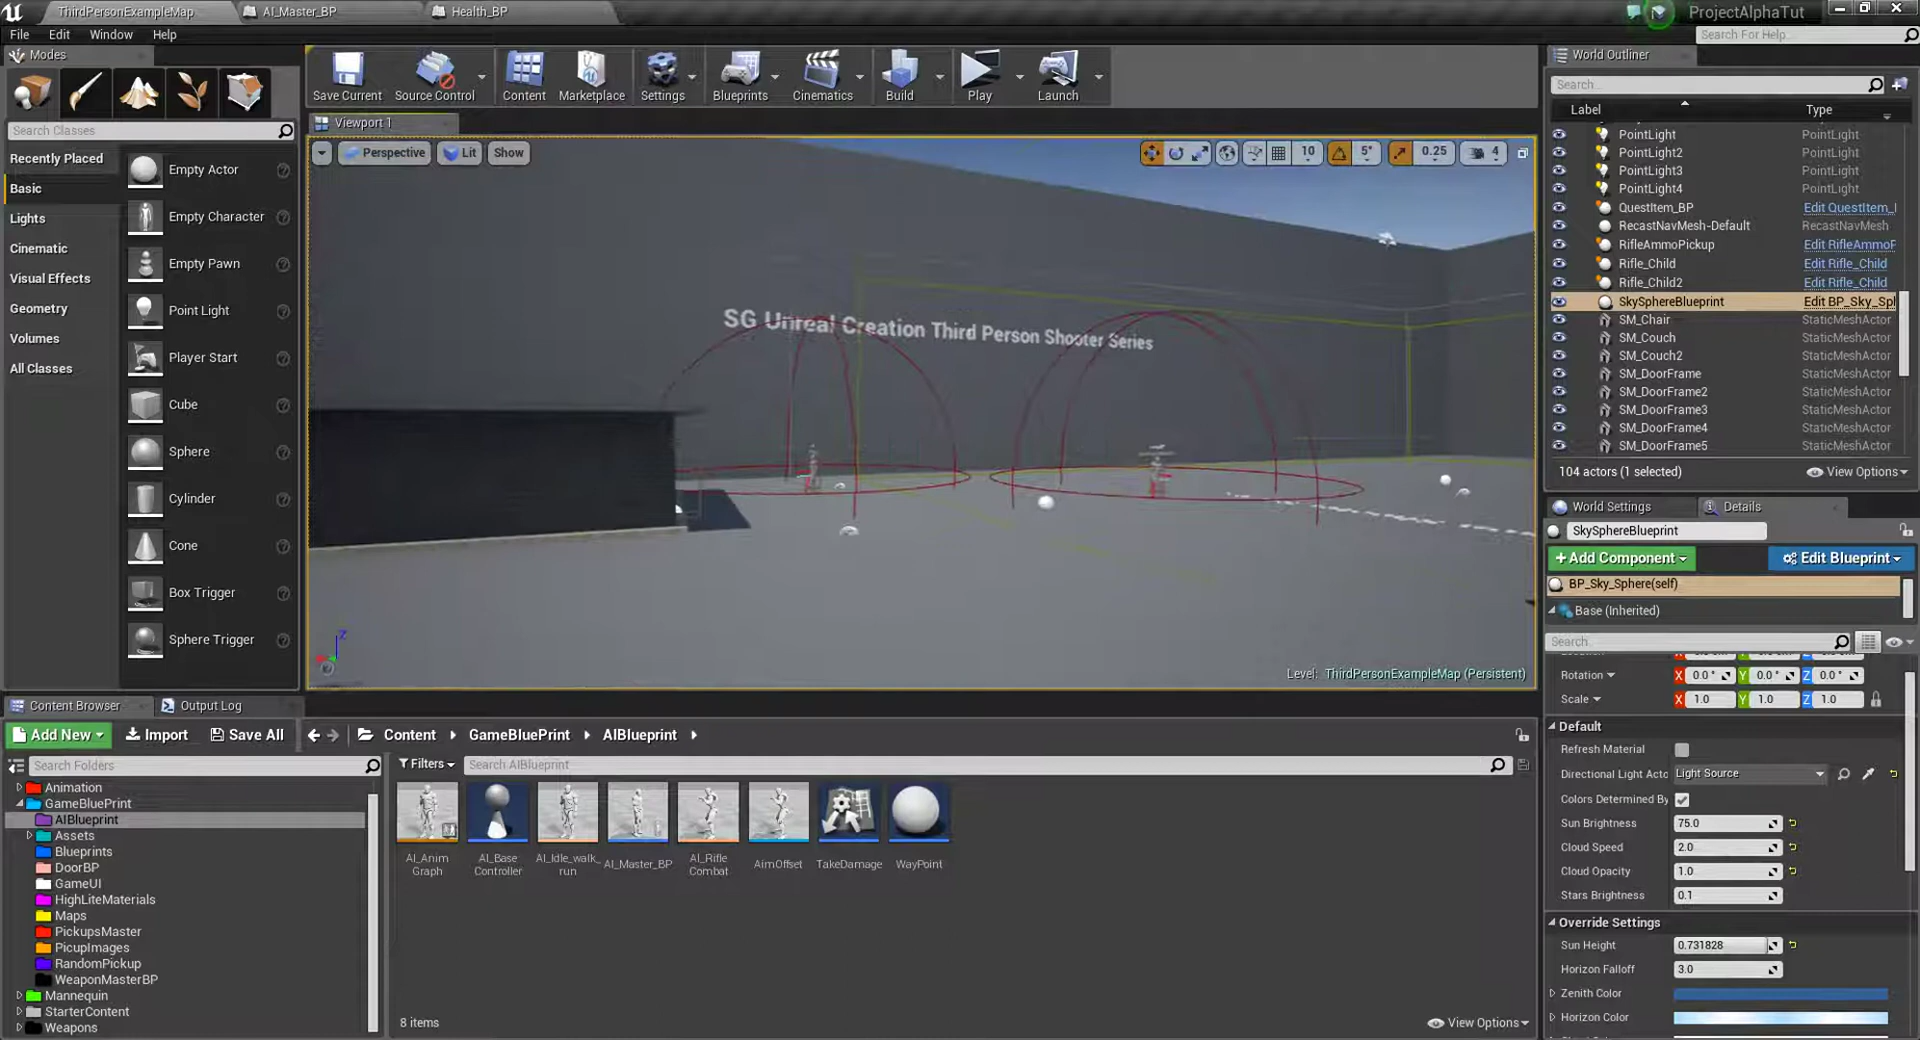 ThirdPersonExampleMap
AI_Master_BP
Health_BP
ProjectAlphaTut
File
Edit
Window
Help
Search For Help
Modes
Search Classes
Recently Placed
Basic
Lights
Cinematic
Visual Effects
Geometry
Volumes
All Classes
Empty Actor
Empty Character
Empty Pawn
Point Light
Player Start
Cube
Sphere
Cylinder
Cone
Box Trigger
Sphere Trigger
Save Current
Source Control
Content
Marketplace
Settings
Blueprints
Cinematics
Build
Play
Launch
Viewport 1
Perspective
Lit
Show
10
5°
0.25
4
SG Unreal Creation Third Person Shooter Series
Z
Level: ThirdPersonExampleMap (Persistent)
World Outliner
Search...
Label
Type
PointLight PointLight
PointLight2 PointLight
PointLight3 PointLight
PointLight4 PointLight
QuestItem_BP Edit QuestItem_
RecastNavMesh-Default RecastNavMesh
RifleAmmoPickup Edit RifleAmmoP
Rifle_Child Edit Rifle_Child
Rifle_Child2 Edit Rifle_Child
SkySphereBlueprint Edit BP_Sky_Sp
SM_Chair StaticMeshActor
SM_Couch StaticMeshActor
SM_Couch2 StaticMeshActor
SM_DoorFrame StaticMeshActor
SM_DoorFrame2 StaticMeshActor
SM_DoorFrame3 StaticMeshActor
SM_DoorFrame4 StaticMeshActor
SM_DoorFrame5 StaticMeshActor
104 actors (1 selected)
View Options
World Settings
Details
SkySphereBlueprint
+Add Component
Edit Blueprint
BP_Sky_Sphere(self)
Base (Inherited)
Search
Rotation X 0.0° Y 0.0° Z 0.0°
Scale X 1.0 Y 1.0 Z 1.0
Default
Refresh Material
Directional Light Acto Light Source
Colors Determined By
Sun Brightness 75.0
Cloud Speed 2.0
Cloud Opacity 1.0
Stars Brightness 0.1
Override Settings
Sun Height 0.731828
Horizon Falloff 3.0
Zenith Color
Horizon Color
Content Browser
Output Log
Add New
Import
Save All
Content
GameBluePrint
AIBlueprint
Search Folders
Filters
Search AIBlueprint
Animation
GameBluePrint
AIBlueprint
Assets
Blueprints
DoorBP
GameUI
HighLiteMaterials
Maps
PickupsMaster
PicupImages
RandomPickup
WeaponMasterBP
Mannequin
StarterContent
Weapons
AI_Anim
Graph
AI_Base
Controller
AI_Idle_walk_
run
AI_Master_BP
AI_Rifle
Combat
AimOffset
TakeDamage
WayPoint
8 items
View Options